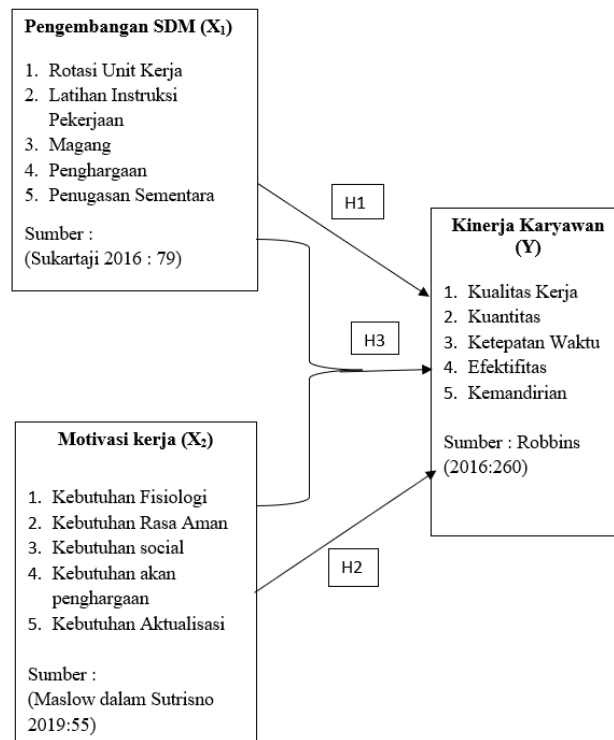 Pengembangan SDM (X₁)
1. Rotasi Unit Kerja
2. Latihan Instruksi
Pekerjaan
3. Magang
4. Penghargaan
5. Penugasan Sementara
Sumber :
(Sukartaji 2016 : 79)
H1
Kinerja Karyawan
(Y)
1. Kualitas Kerja
2. Kuantitas
3. Ketepatan Waktu
4. Efektifitas
5. Kemandirian
Sumber : Robbins
(2016:260)
H3
Motivasi kerja (X₂)
1. Kebutuhan Fisiologi
2. Kebutuhan Rasa Aman
3. Kebutuhan social
4. Kebutuhan akan
penghargaan
5. Kebutuhan Aktualisasi
Sumber :
(Maslow dalam Sutrisno
2019:55)
H2